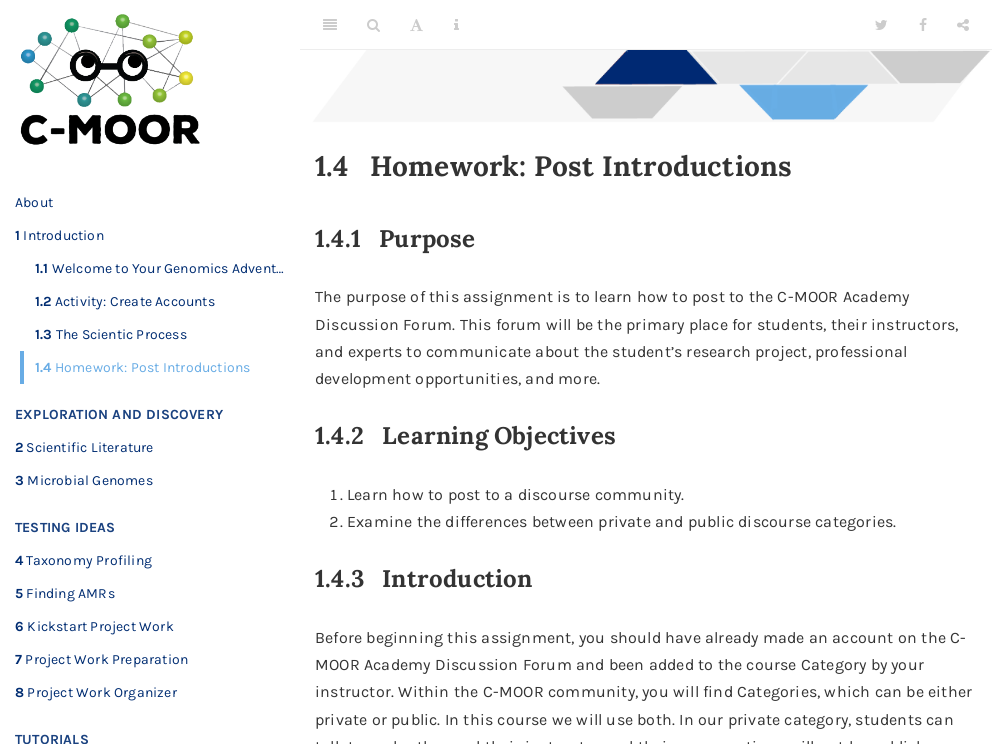 C-MOOR
About
1 Introduction
1.1 Welcome to Your Genomics Advent…
1.2 Activity: Create Accounts
1.3 The Scientic Process
1.4 Homework: Post Introductions
EXPLORATION AND DISCOVERY
2 Scientific Literature
3 Microbial Genomes
TESTING IDEAS
4 Taxonomy Profiling
5 Finding AMRs
6 Kickstart Project Work
7 Project Work Preparation
8 Project Work Organizer
TUTORIALS
1.4 Homework: Post Introductions
1.4.1 Purpose
The purpose of this assignment is to learn how to post to the C-MOOR Academy
Discussion Forum. This forum will be the primary place for students, their instructors,
and experts to communicate about the student's research project, professional
development opportunities, and more.
1.4.2 Learning Objectives
1. Learn how to post to a discourse community.
2. Examine the differences between private and public discourse categories.
1.4.3 Introduction
Before beginning this assignment, you should have already made an account on the C-
MOOR Academy Discussion Forum and been added to the course Category by your
instructor. Within the C-MOOR community, you will find Categories, which can be either
private or public. In this course we will use both. In our private category, students can